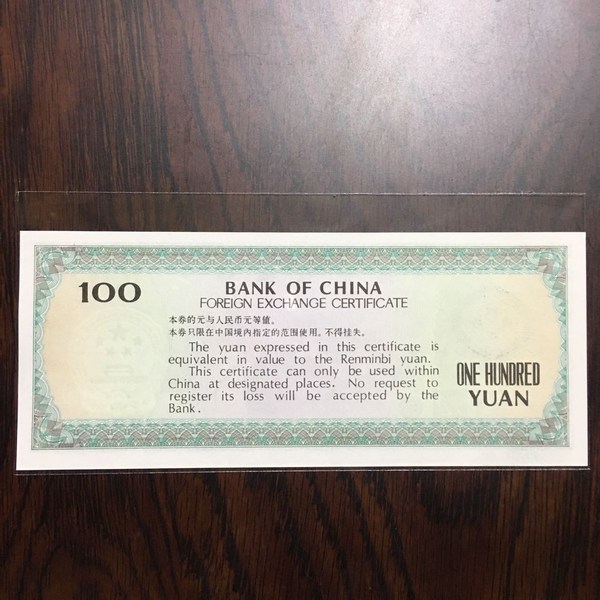 100
BANK OF CHINA
FOREIGN EXCHANGE CERTIFICATE
本券的元与人民币元等值。
本券只限在中国境内指定的范围使用，不得挂失。
The yuan expressed in this certificate is
equivalent in value to the Renminbi yuan.
This certificate can only be used within
China at designated places. No request to
register its loss will be accepted by the
Bank.
ONE HUNDRED
YUAN